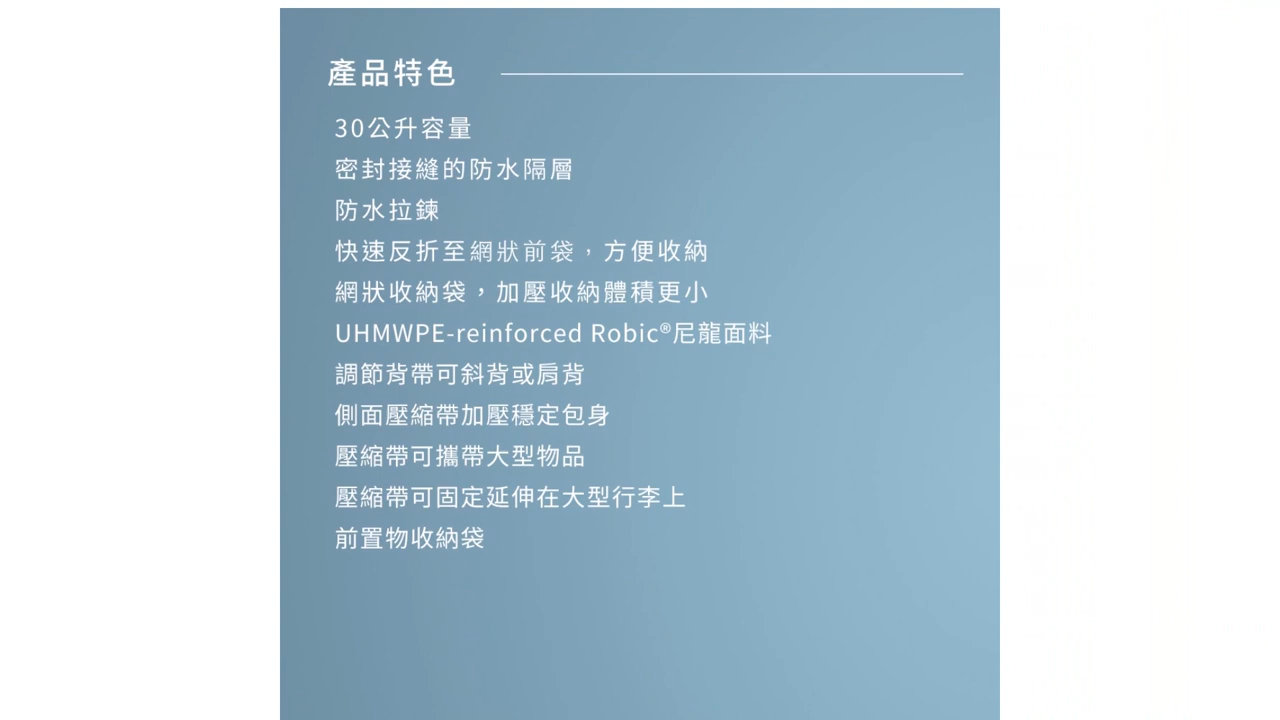 產品特色
30公升容量
密封接縫的防水隔層
防水拉鍊
快速反折至網狀前袋，方便收納
網狀收納袋，加壓收納體積更小
UHMWPE-reinforced Robic®尼龍面料
調節背帶可斜背或肩背
側面壓縮帶加壓穩定包身
壓縮帶可攜帶大型物品
壓縮帶可固定延伸在大型行李上
前置物收納袋